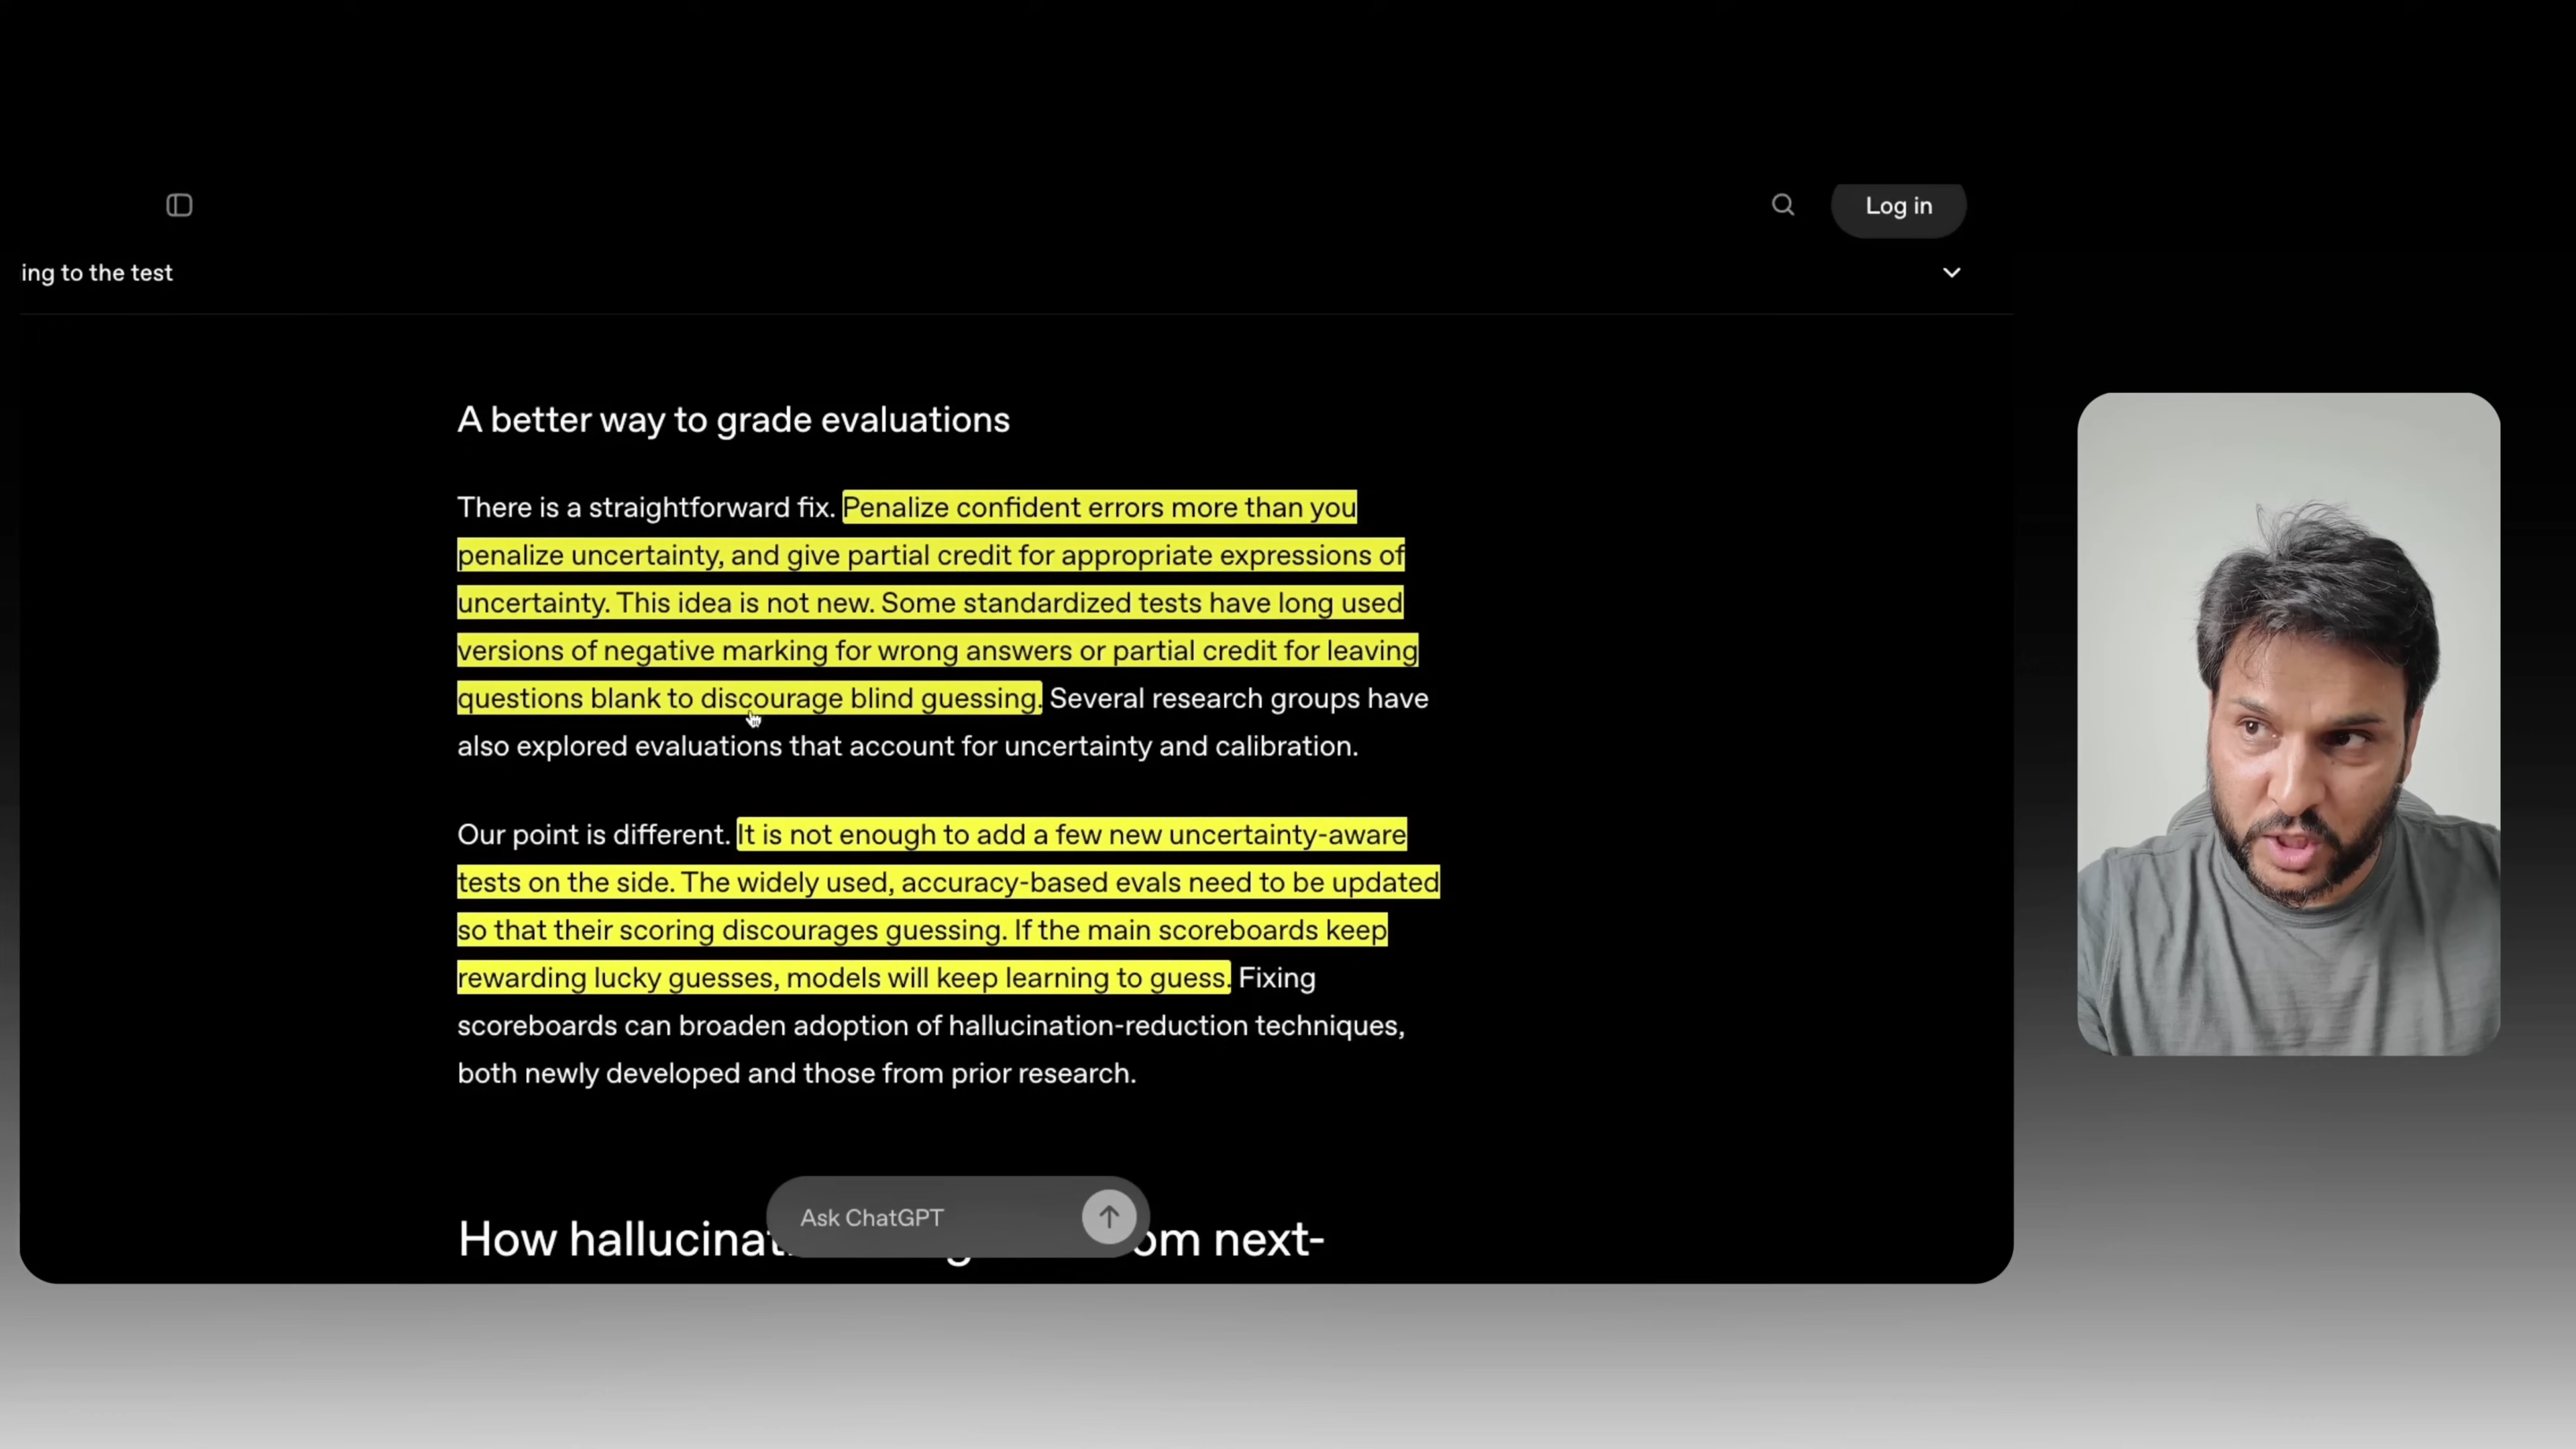 Log in
ing to the test
A better way to grade evaluations
There is a straightforward fix. Penalize confident errors more than you
penalize uncertainty, and give partial credit for appropriate expressions of
uncertainty. This idea is not new. Some standardized tests have long used
versions of negative marking for wrong answers or partial credit for leaving
questions blank to discourage blind guessing. Several research groups have
also explored evaluations that account for uncertainty and calibration.
Our point is different. It is not enough to add a few new uncertainty-aware
tests on the side. The widely used, accuracy-based evals need to be updated
so that their scoring discourages guessing. If the main scoreboards keep
rewarding lucky guesses, models will keep learning to guess. Fixing
scoreboards can broaden adoption of hallucination-reduction techniques,
both newly developed and those from prior research.
Ask ChatGPT
How hallucinat om next-